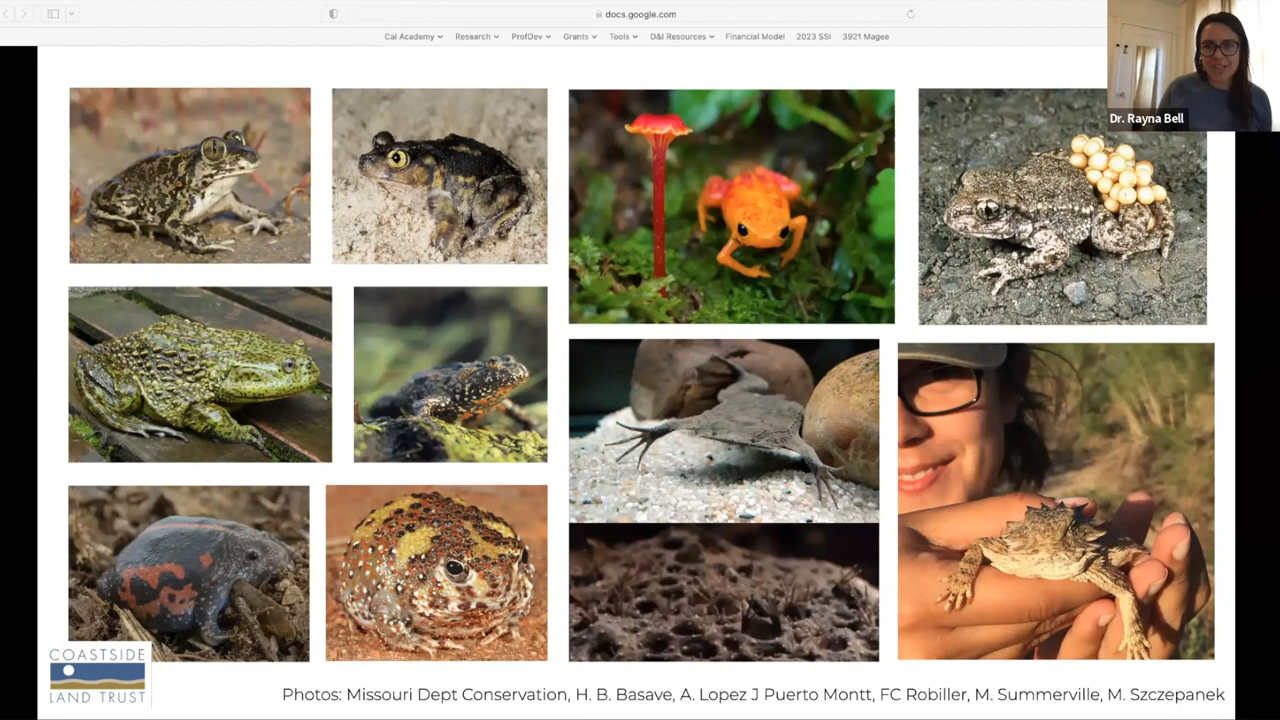 docs.google.com
Cal Academy Research ProfDev Grants Tools D&I Resources Financial Model 2023 SSI 3921 Magee
Dr. Rayna Bell
COASTSIDE
LAND TRUST
Photos: Missouri Dept Conservation, H. B. Basave, A. Lopez J Puerto Montt, FC Robiller, M. Summerville, M. Szczepanek